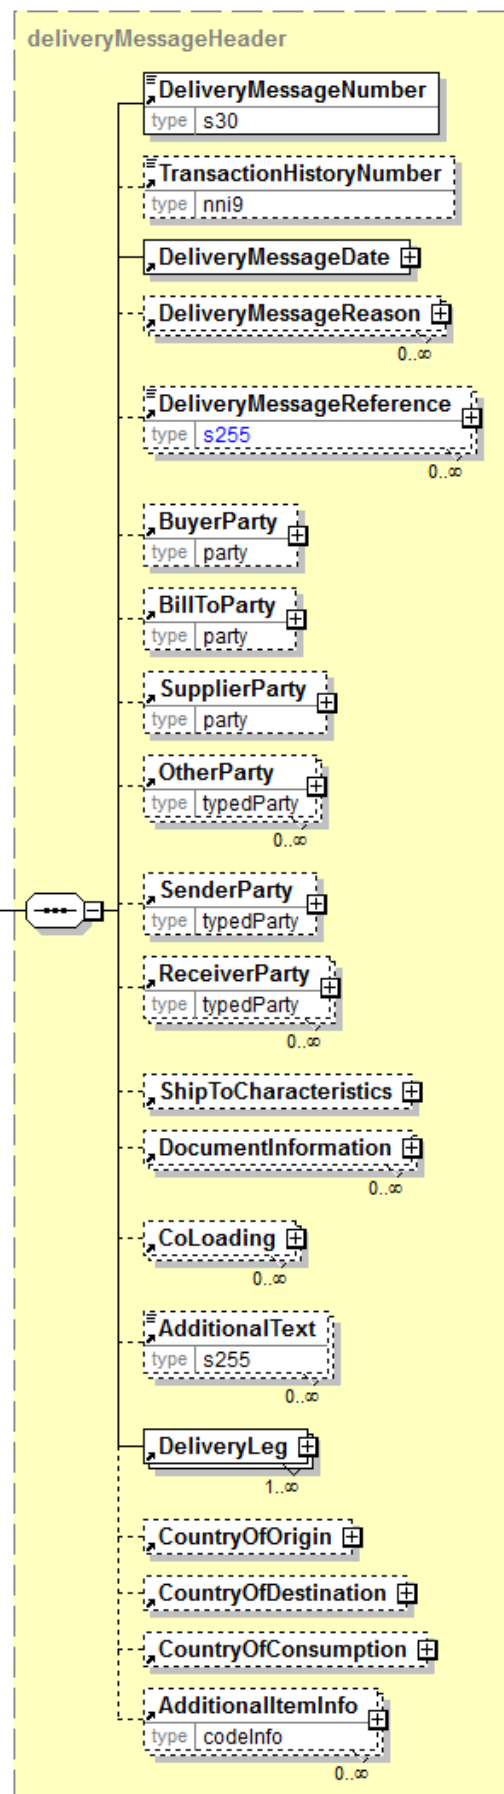 deliveryMessageHeader
DeliveryMessageNumber
type s30
TransactionHistoryNumber
type nni9
DeliveryMessageDate
DeliveryMessageReason
0..∞
DeliveryMessageReference
type s255
0..∞
BuyerParty
type party
BillToParty
type party
SupplierParty
type party
OtherParty
type typedParty
0..∞
SenderParty
type typedParty
ReceiverParty
type typedParty
0..∞
ShipToCharacteristics
DocumentInformation
0..∞
CoLoading
0..∞
AdditionalText
type s255
0..∞
DeliveryLeg
1..∞
CountryOfOrigin
CountryOfDestination
CountryOfConsumption
AdditionalItemInfo
type codeInfo
0..∞